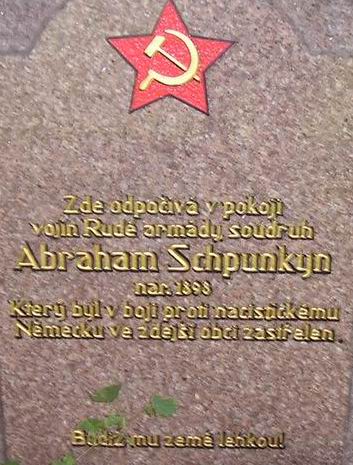 Zde odpočívá v pokoji
vojín Rudé armády, soudruh
Abraham Schpunkyn
nar. 1898
Který byl v boji proti nacistickému
Německu ve zdejší obci zastřelen.
Budiž mu země lehkou!